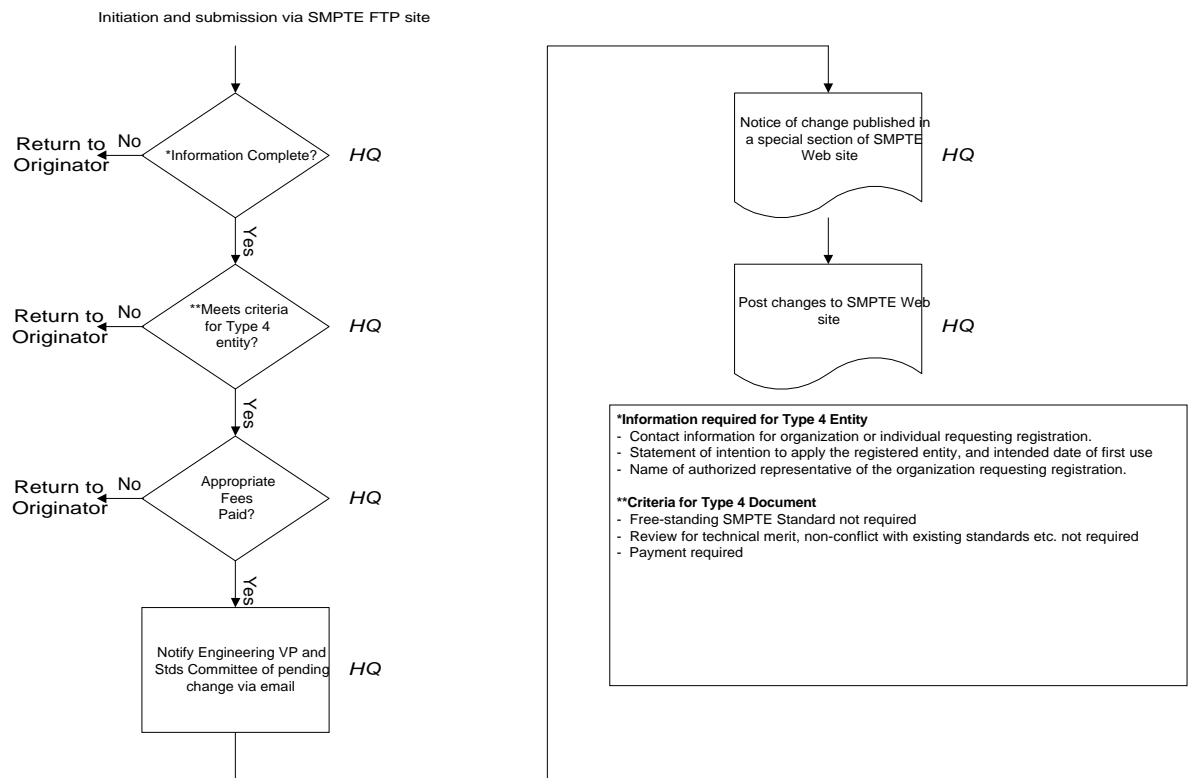 Initiation and submission via SMPTE FTP site
*Information Complete?
No
Return to
Originator
HQ
Yes
**Meets criteria
for Type 4
entity?
No
Return to
Originator
HQ
Yes
Appropriate
Fees
Paid?
No
Return to
Originator
HQ
Yes
Notify Engineering VP and
Stds Committee of pending
change via email
HQ
Notice of change published in
a special section of SMPTE
Web site
HQ
Post changes to SMPTE Web
site
HQ
*Information required for Type 4 Entity
- Contact information for organization or individual requesting registration.
- Statement of intention to apply the registered entity, and intended date of first use
- Name of authorized representative of the organization requesting registration.
**Criteria for Type 4 Document
- Free-standing SMPTE Standard not required
- Review for technical merit, non-conflict with existing standards etc. not required
- Payment required